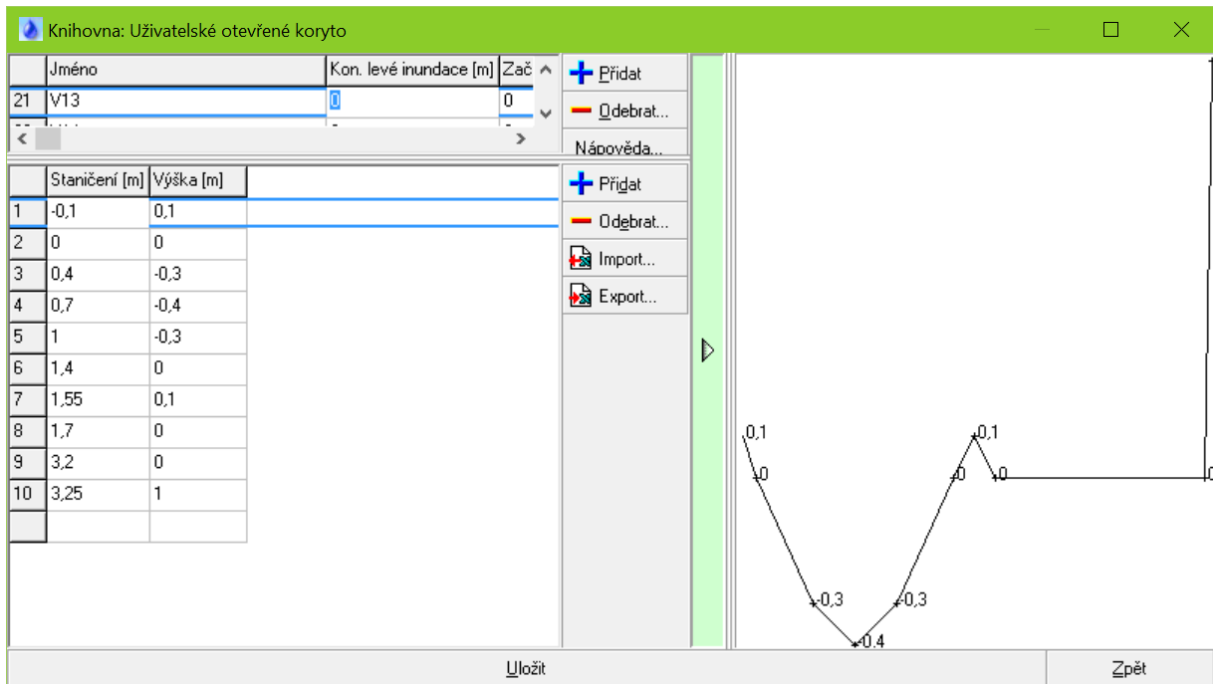 Knihovna: Uživatelské otevřené koryto
Jméno Kon. levé inundace [m] Zač
21 V13 0 0
Přidat
Odebrat...
Nápověda...
Staničení [m] Výška [m]
1 -0,1 0,1
2 0 0
3 0,4 -0,3
4 0,7 -0,4
5 1 -0,3
6 1,4 0
7 1,55 0,1
8 1,7 0
9 3,2 0
10 3,25 1
Přidat
Odebrat...
Import...
Export...
0,1
0
-0,3
-0,4
-0,3
0
0,1
0
Uložit
Zpět